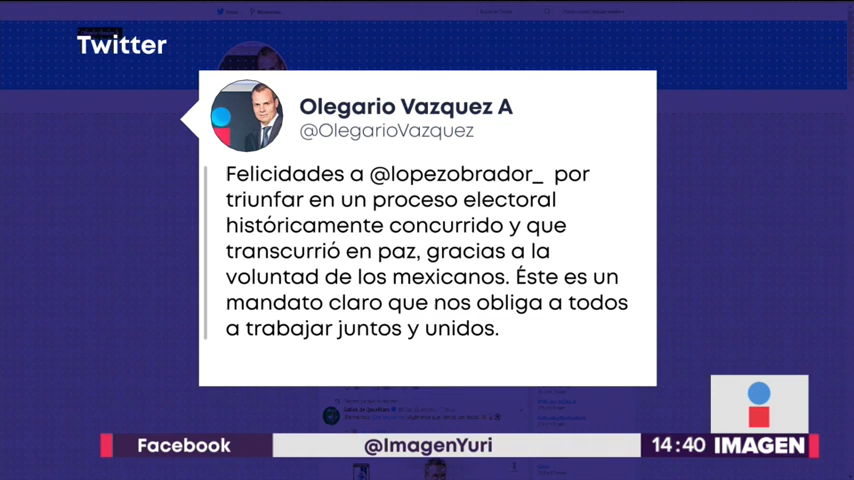 Twitter
Olegario Vazquez A
@OlegarioVazquez
Felicidades a @lopezobrador_ por
triunfar en un proceso electoral
históricamente concurrido y que
transcurrió en paz, gracias a la
voluntad de los mexicanos. Éste es un
mandato claro que nos obliga a todos
a trabajar juntos y unidos.
Facebook
@ImagenYuri
14:40 IMAGEN